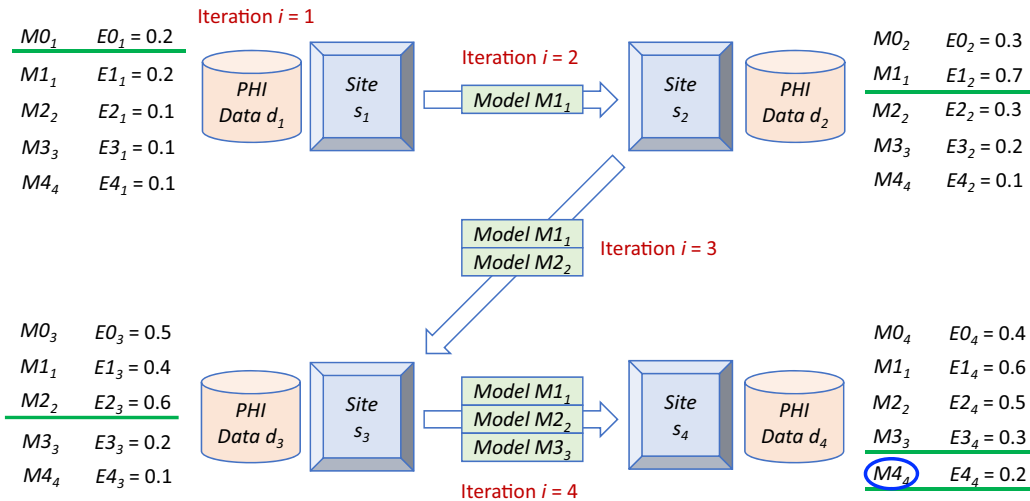 Iteration i = 1
M0₁ E0₁ = 0.2
M1₁ E1₁ = 0.2
M2₂ E2₁ = 0.1
M3₃ E3₁ = 0.1
M4₄ E4₁ = 0.1
PHI
Data d₁
Site
s₁
Iteration i = 2
Model M1₁
Site
s₂
PHI
Data d₂
M0₂ E0₂ = 0.3
M1₁ E1₂ = 0.7
M2₂ E2₂ = 0.3
M3₃ E3₂ = 0.2
M4₄ E4₂ = 0.1
Model M1₁
Model M2₂
Iteration i = 3
M0₃ E0₃ = 0.5
M1₁ E1₃ = 0.4
M2₂ E2₃ = 0.6
M3₃ E3₃ = 0.2
M4₄ E4₃ = 0.1
PHI
Data d₃
Site
s₃
Model M1₁
Model M2₂
Model M3₃
Iteration i = 4
Site
s₄
PHI
Data d₄
M0₄ E0₄ = 0.4
M1₁ E1₄ = 0.6
M2₂ E2₄ = 0.5
M3₃ E3₄ = 0.3
M4₄ E4₄ = 0.2